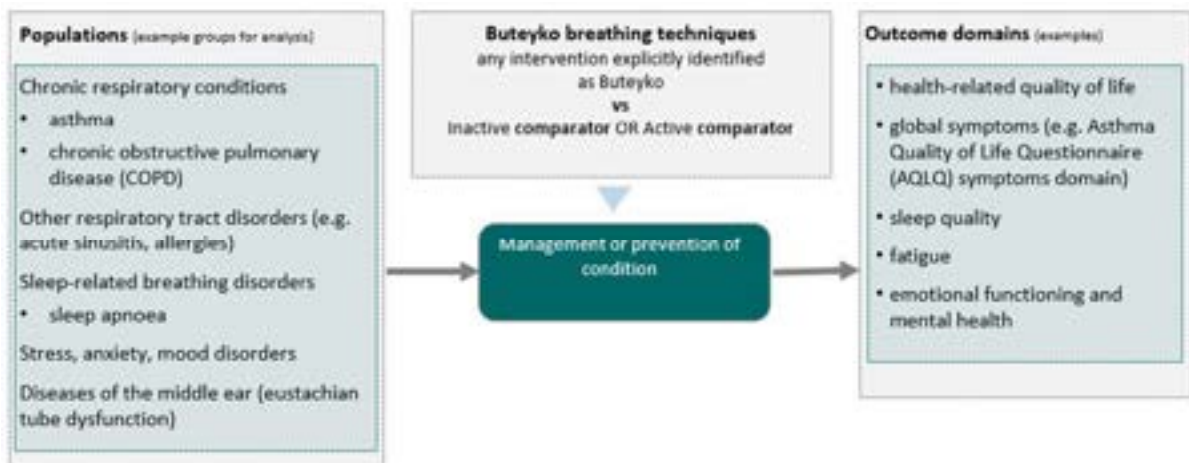 Populations (example groups for analysis)
Chronic respiratory conditions
• asthma
• chronic obstructive pulmonary
disease (COPD)
Other respiratory tract disorders (e.g.
acute sinusitis, allergies)
Sleep-related breathing disorders
• sleep apnoea
Stress, anxiety, mood disorders
Diseases of the middle ear (eustachian
tube dysfunction)
Buteyko breathing techniques
any intervention explicitly identified
as Buteyko
vs
Inactive comparator OR Active comparator
Management or prevention of
condition
Outcome domains (examples)
• health-related quality of life
• global symptoms (e.g. Asthma
Quality of Life Questionnaire
(AQLQ) symptoms domain)
• sleep quality
• fatigue
• emotional functioning and
mental health